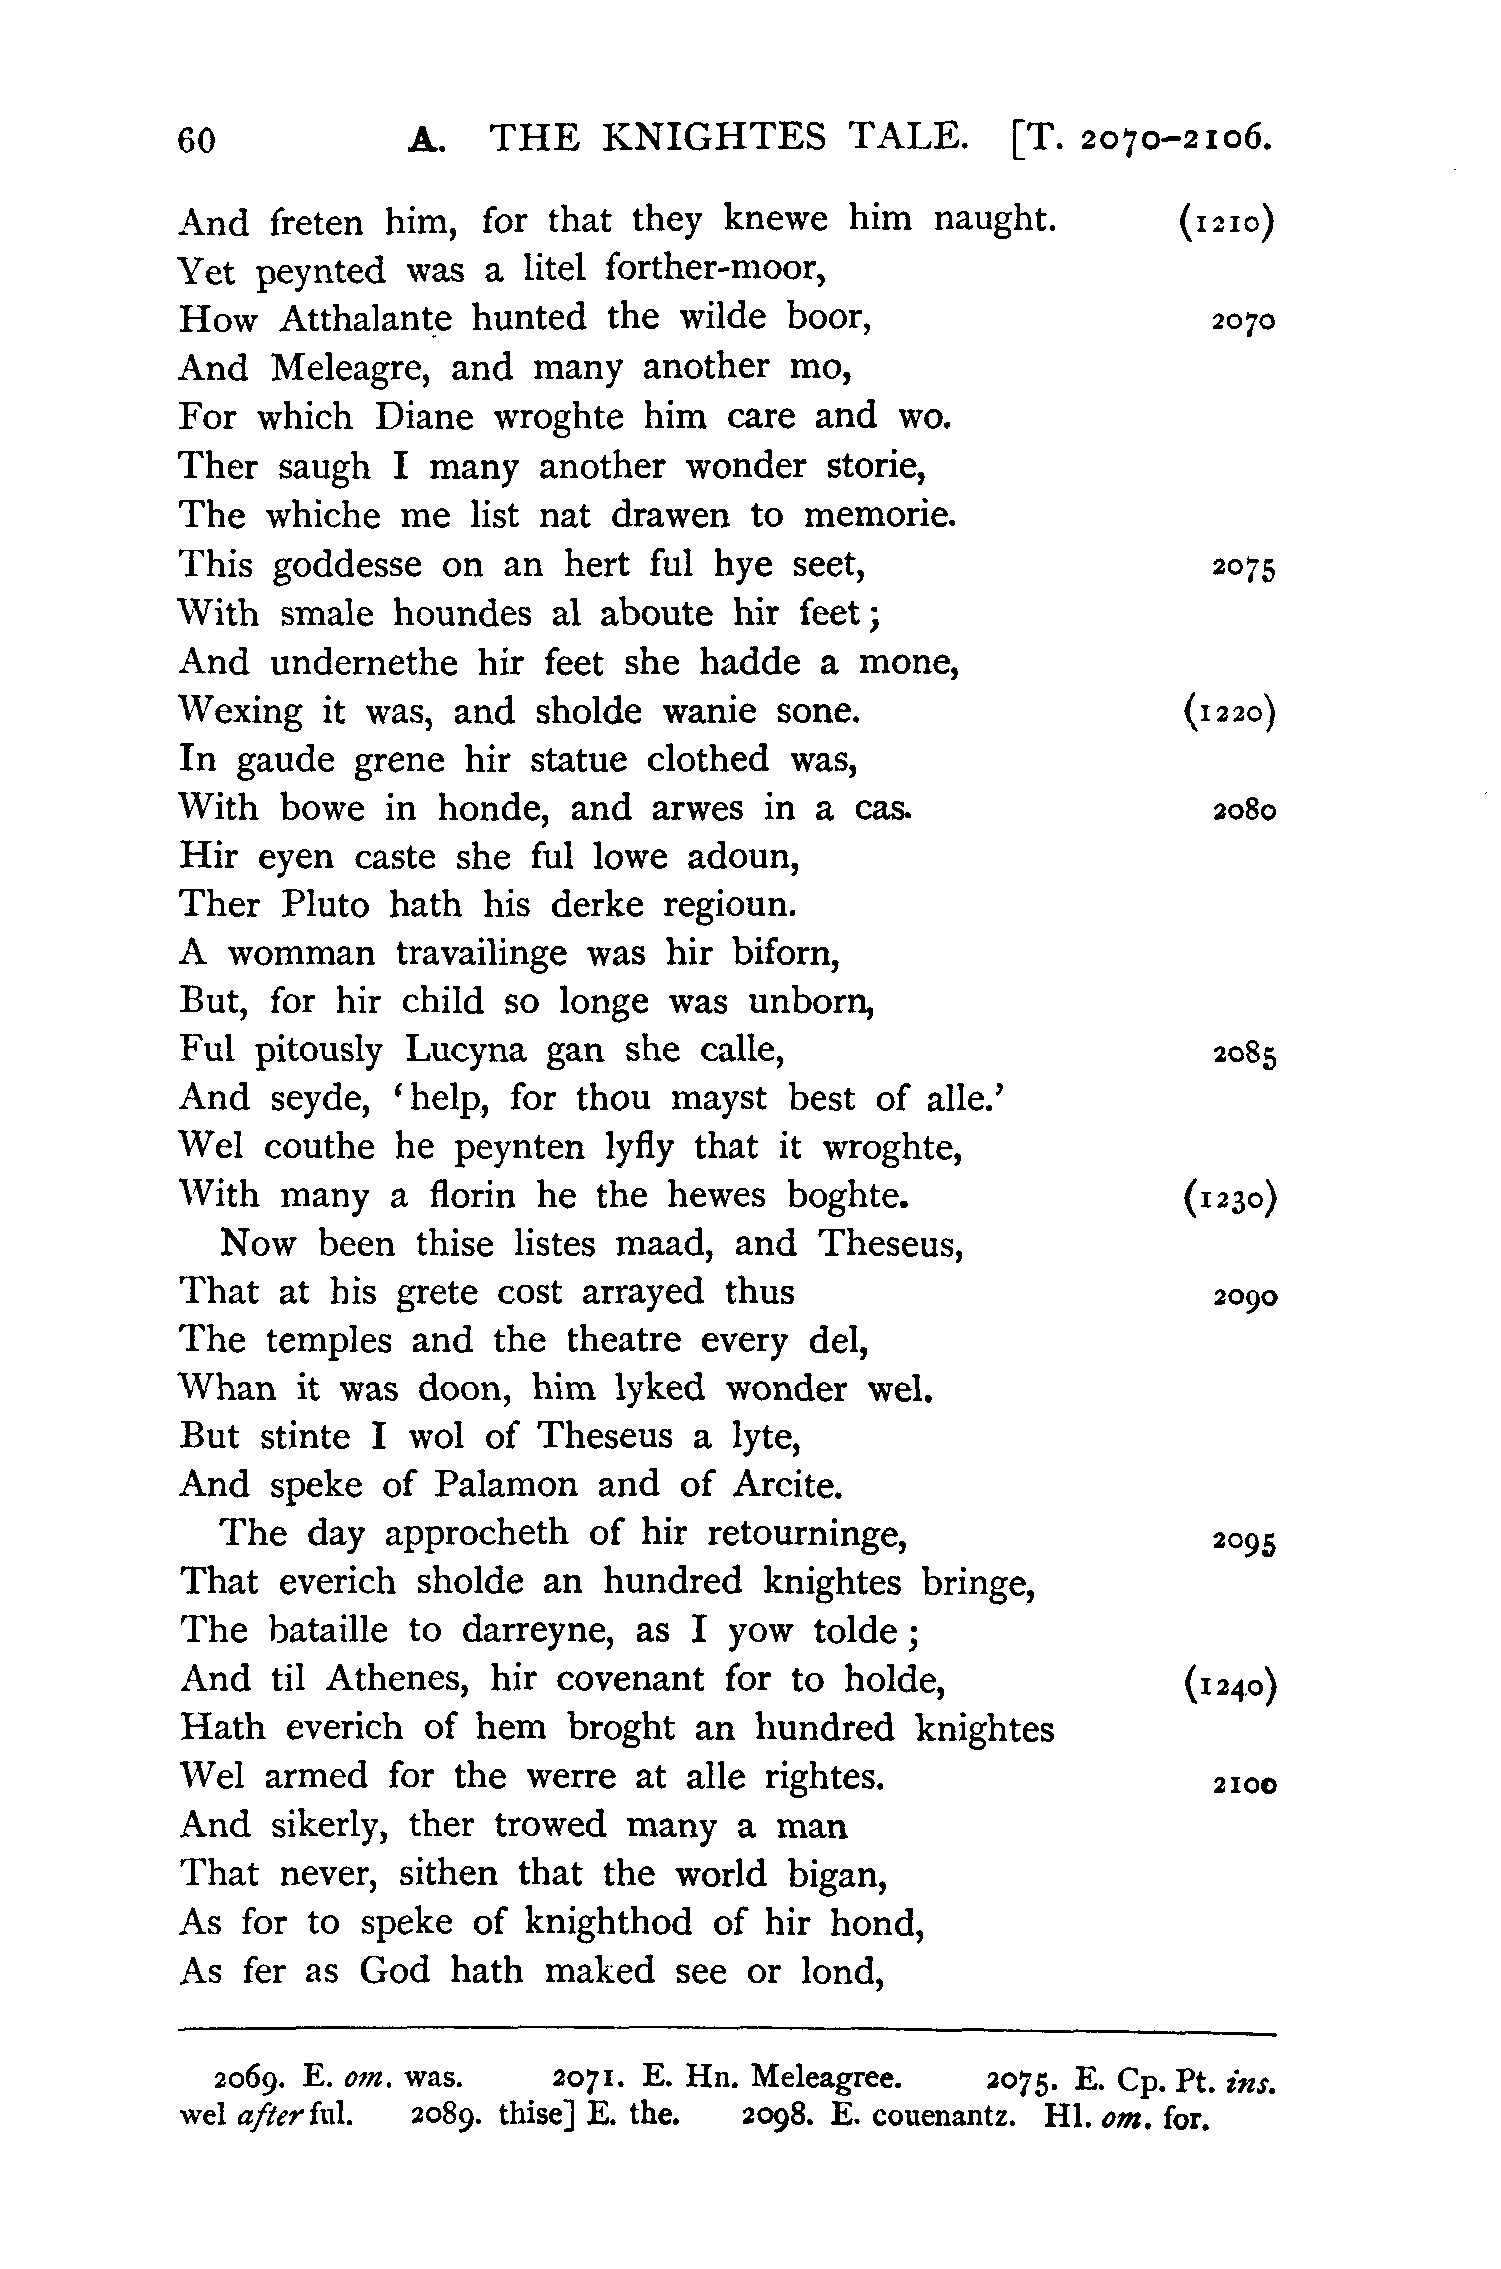 60 A. THE KNIGHTES TALE. [T. 2070–2106.
And freten him, for that they knewe him naught. (1210)
Yet peynted was a litel forther-moor,
How Atthalante hunted the wilde boor, 2070
And Meleagre, and many another mo,
For which Diane wroghte him care and wo.
Ther saugh I many another wonder storie,
The whiche me list nat drawen to memorie.
This goddesse on an hert ful hye seet, 2075
With smale houndes al aboute hir feet;
And undernethe hir feet she hadde a mone,
Wexing it was, and sholde wanie sone. (1220)
In gaude grene hir statue clothed was,
With bowe in honde, and arwes in a cas. 2080
Hir eyen caste she ful lowe adoun,
Ther Pluto hath his derke regioun.
A womman travailinge was hir biforn,
But, for hir child so longe was unborn,
Ful pitously Lucyna gan she calle, 2085
And seyde, ‘help, for thou mayst best of alle.’
Wel couthe he peynten lyfly that it wroghte,
With many a florin he the hewes boghte. (1230)
Now been thise listes maad, and Theseus,
That at his grete cost arrayed thus 2090
The temples and the theatre every del,
Whan it was doon, him lyked wonder wel.
But stinte I wol of Theseus a lyte,
And speke of Palamon and of Arcite.
The day approcheth of hir retourninge, 2095
That everich sholde an hundred knightes bringe,
The bataille to darreyne, as I yow tolde;
And til Athenes, hir covenant for to holde, (1240)
Hath everich of hem broght an hundred knightes
Wel armed for the werre at alle rightes. 2100
And sikerly, ther trowed many a man
That never, sithen that the world bigan,
As for to speke of knighthod of hir hond,
As fer as God hath maked see or lond,
2069. E. om. was. 2071. E. Hn. Meleagree. 2075. E. Cp. Pt. ins.
wel after ful. 2089. thise] E. the. 2098. E. couenantz. Hl. om. for.